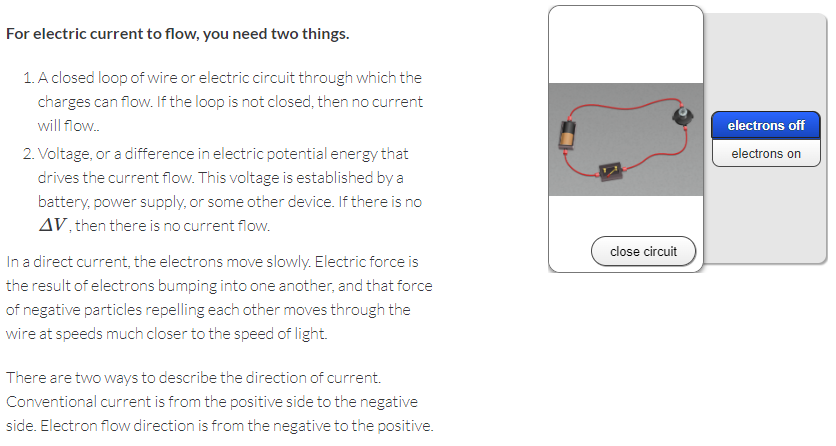 For electric current to flow, you need two things.
1. A closed loop of wire or electric circuit through which the
charges can flow. If the loop is not closed, then no current
will flow..
2. Voltage, or a difference in electric potential energy that
drives the current flow. This voltage is established by a
battery, power supply, or some other device. If there is no
ΔV, then there is no current flow.
In a direct current, the electrons move slowly. Electric force is
the result of electrons bumping into one another, and that force
of negative particles repelling each other moves through the
wire at speeds much closer to the speed of light.
There are two ways to describe the direction of current.
Conventional current is from the positive side to the negative
side. Electron flow direction is from the negative to the positive.
electrons off
electrons on
close circuit